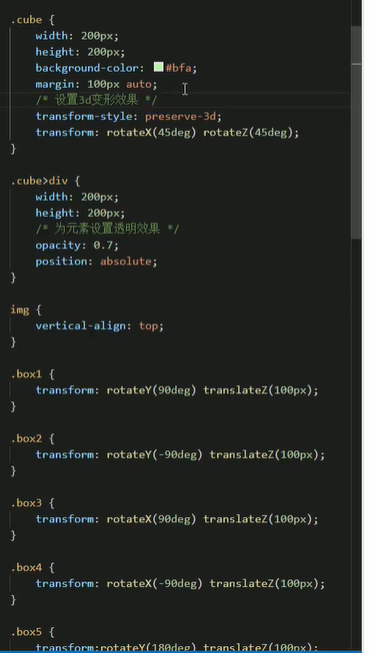 .cube {
width: 200px;
height: 200px;
background-color: #bfa;
margin: 100px auto;
/* 设置3d变形效果 */
transform-style: preserve-3d;
transform: rotateX(45deg) rotateZ(45deg);
}
.cube>div {
width: 200px;
height: 200px;
/* 为元素设置透明效果 */
opacity: 0.7;
position: absolute;
}
img {
vertical-align: top;
}
.box1 {
transform: rotateY(90deg) translateZ(100px);
}
.box2 {
transform: rotateY(-90deg) translateZ(100px);
}
.box3 {
transform: rotateX(90deg) translateZ(100px);
}
.box4 {
transform: rotateX(-90deg) translateZ(100px);
}
.box5 {
transform:rotateY(180deg) translateZ(100px);